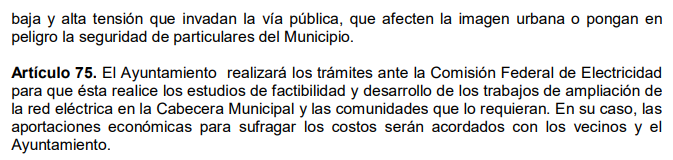 baja y alta tensión que invadan la vía pública, que afecten la imagen urbana o pongan en
peligro la seguridad de particulares del Municipio.
Artículo 75. El Ayuntamiento realizará los trámites ante la Comisión Federal de Electricidad
para que ésta realice los estudios de factibilidad y desarrollo de los trabajos de ampliación de
la red eléctrica en la Cabecera Municipal y las comunidades que lo requieran. En su caso, las
aportaciones económicas para sufragar los costos serán acordados con los vecinos y el
Ayuntamiento.